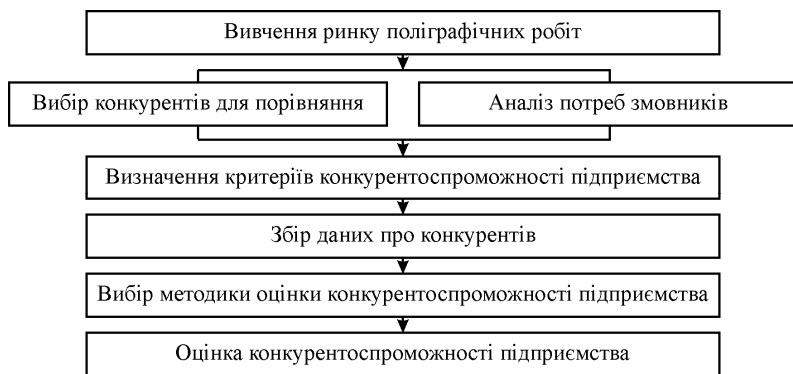 Вивчення ринку поліграфічних робіт
Вибір конкурентів для порівняння
Аналіз потреб змовників
Визначення критеріїв конкурентоспроможності підприємства
Збір даних про конкурентів
Вибір методики оцінки конкурентоспроможності підприємства
Оцінка конкурентоспроможності підприємства